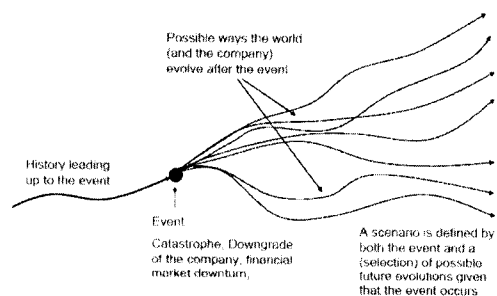 Possible ways the world
(and the company)
evolve after the event
History leading
up to the event
Event
Catastrophe, Downgrade
of the company, financial
market downturn,
A scenario is defined by
both the event and a
(selection) of possible
future evolutions given
that the event occurs